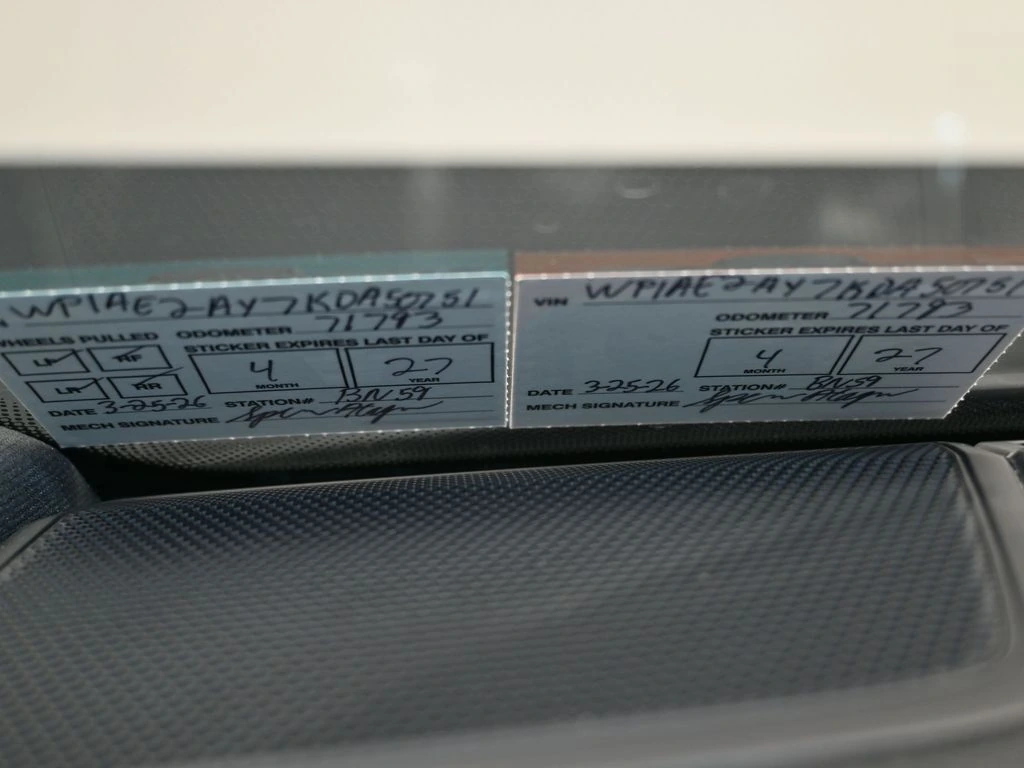 WP1AE2AY7KDA50751
WHEELS PULLED ODOMETER 71793
STICKER EXPIRES LAST DAY OF
LF RF
4 27
MONTH YEAR
LR RR
DATE 3-25-26 STATION# BN59
MECH SIGNATURE
VIN WP1AE2AY7KDA50751
ODOMETER 71793
STICKER EXPIRES LAST DAY OF
4 27
MONTH YEAR
DATE 3-25-26 STATION# BN59
MECH SIGNATURE